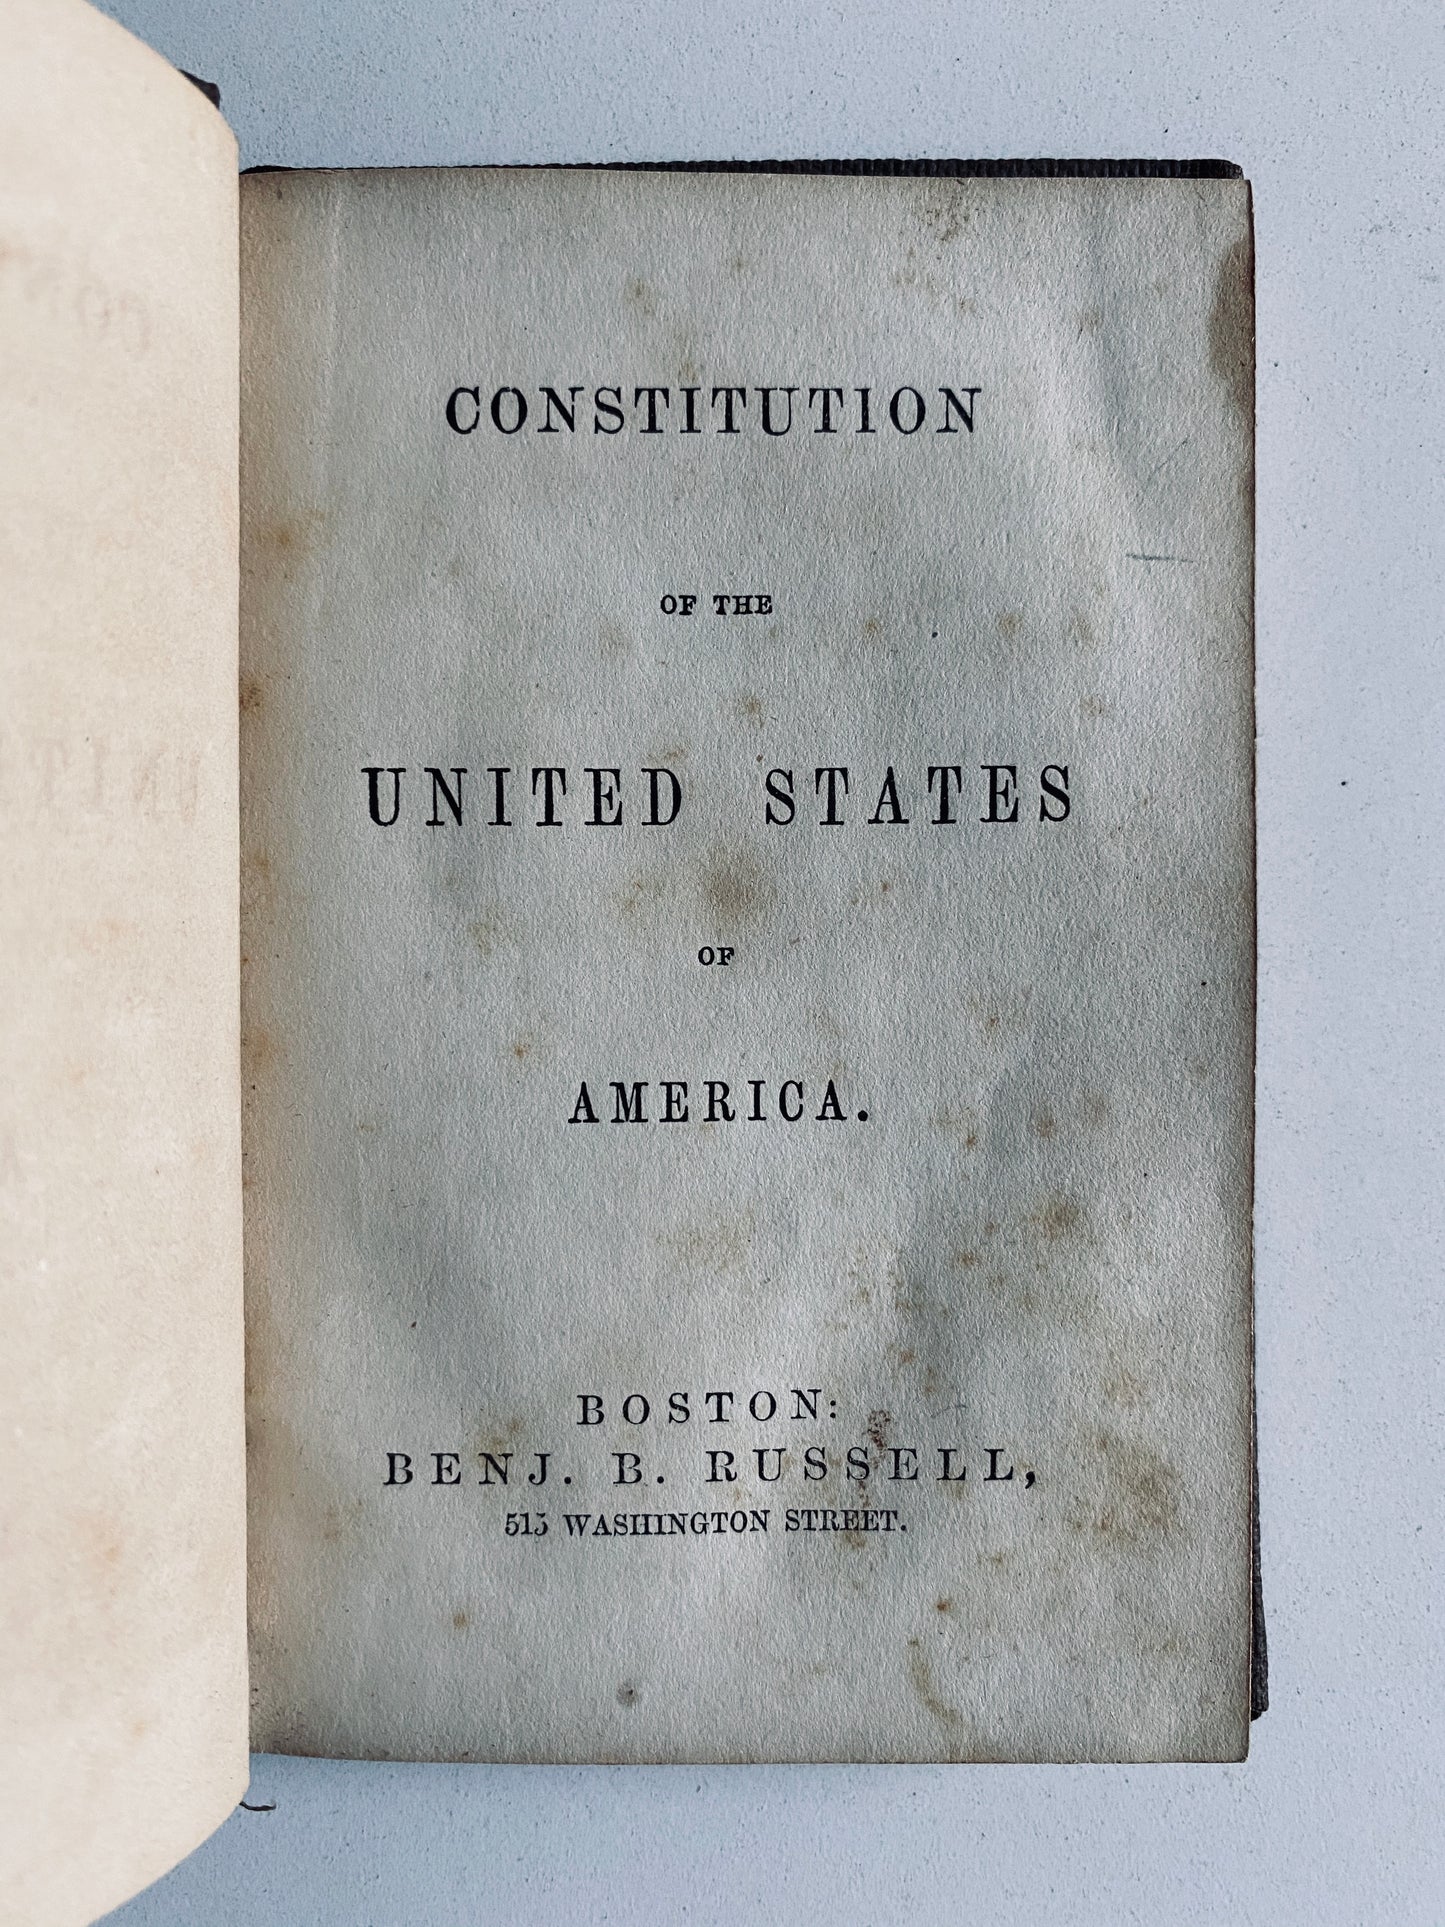 CONSTITUTION
OF THE
UNITED STATES
OF
AMERICA.
BOSTON:
BENJ. B. RUSSELL,
515 WASHINGTON STREET.